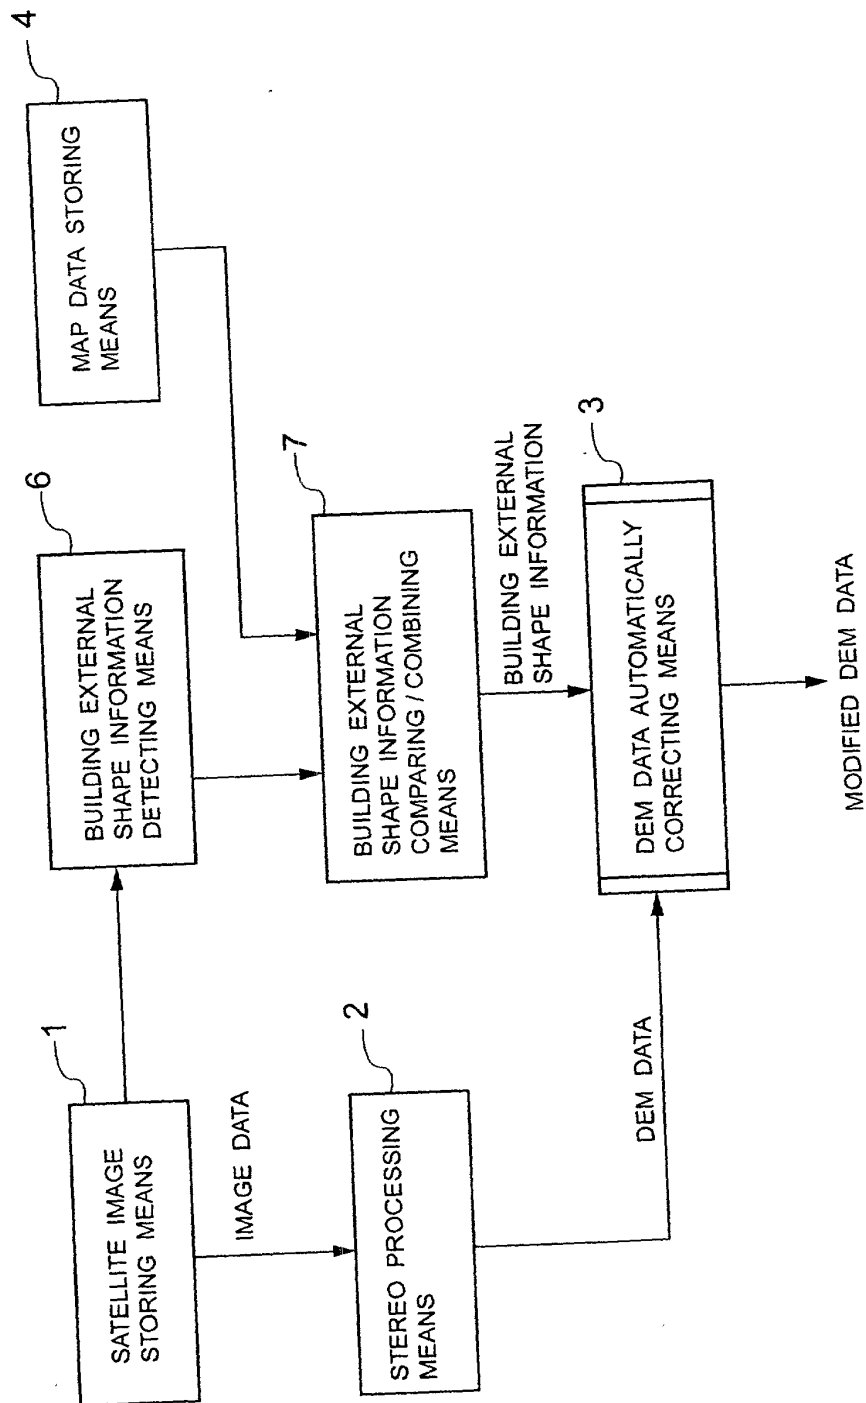 1
SATELLITE IMAGE
STORING MEANS
6
BUILDING EXTERNAL
SHAPE INFORMATION
DETECTING MEANS
4
MAP DATA STORING
MEANS
IMAGE DATA
2
STEREO PROCESSING
MEANS
7
BUILDING EXTERNAL
SHAPE INFORMATION
COMPARING / COMBINING
MEANS
BUILDING EXTERNAL
SHAPE INFORMATION
DEM DATA
3
DEM DATA AUTOMATICALLY
CORRECTING MEANS
MODIFIED DEM DATA